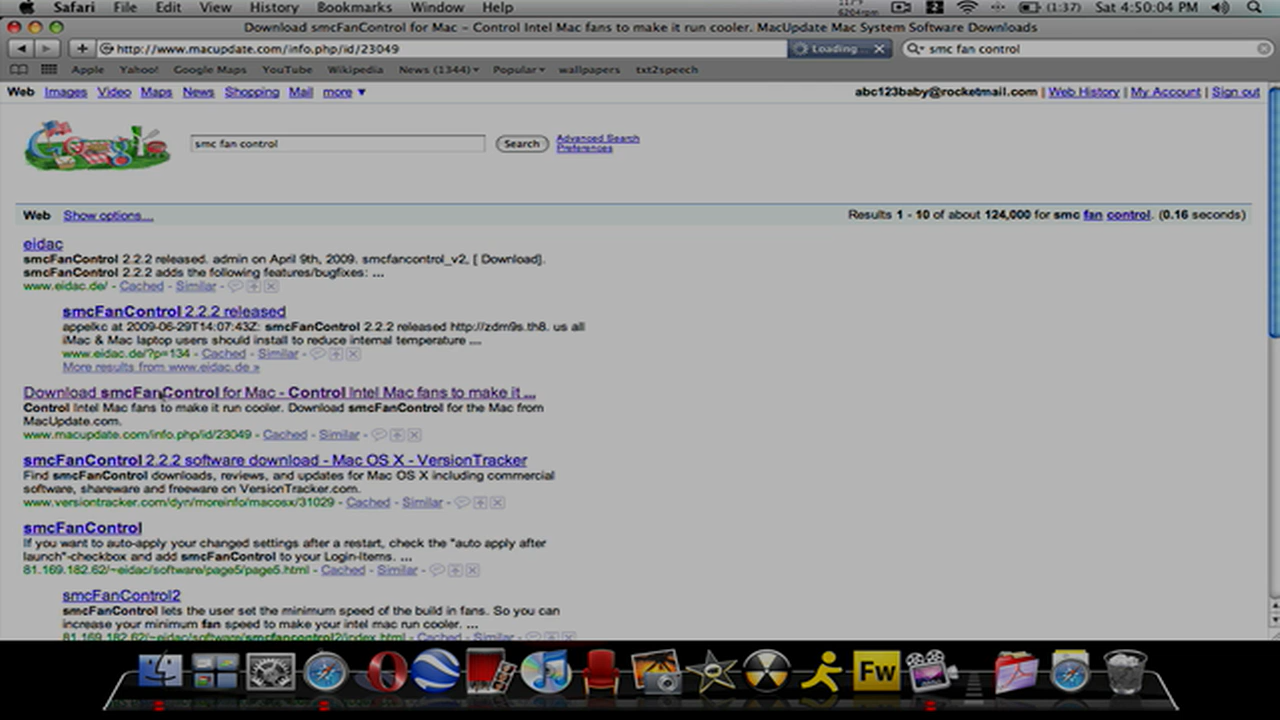 Safari File Edit View History Bookmarks Window Help 6204rpm (1:37) Sat 4:50:04 PM
Download smcFanControl for Mac – Control Intel Mac fans to make it run cooler. MacUpdate Mac System Software Downloads
http://www.macupdate.com/info.php/id/23049 Loading smc fan control
Apple Yahoo! Google Maps YouTube Wikipedia News (1344) Popular wallpapers txt2speech
Web Images Video Maps News Shopping Mail more abc123baby@rocketmail.com | Web History | My Account | Sign out
Google
smc fan control Search Advanced Search
Preferences
Web Show options... Results 1 - 10 of about 124,000 for smc fan control. (0.16 seconds)
eidac
smcFanControl 2.2.2 released. admin on April 9th, 2009. smcfancontrol_v2, [ Download].
smcFanControl 2.2.2 adds the following features/bugfixes: ...
www.eidac.de/ - Cached - Similar -
smcFanControl 2.2.2 released
appelkc at 2009-06-29T14:07:43Z: smcFanControl 2.2.2 released http://zdm9s.th8. us all
iMac & Mac laptop users should install to reduce internal temperature ...
www.eidac.de/?p=134 - Cached - Similar -
More results from www.eidac.de »
Download smcFanControl for Mac - Control Intel Mac fans to make it ...
Control Intel Mac fans to make it run cooler. Download smcFanControl for the Mac from
MacUpdate.com.
www.macupdate.com/info.php/id/23049 - Cached - Similar -
smcFanControl 2.2.2 software download - Mac OS X - VersionTracker
Find smcFanControl downloads, reviews, and updates for Mac OS X including commercial
software, shareware and freeware on VersionTracker.com.
www.versiontracker.com/dyn/moreinfo/macosx/31029 - Cached - Similar -
smcFanControl
If you want to auto-apply your changed settings after a restart, check the "auto apply after
launch"-checkbox and add smcFanControl to your Login-Items. ...
81.169.182.62/~eidac/software/page5/page5.html - Cached - Similar -
smcFanControl2
smcFanControl lets the user set the minimum speed of the build in fans. So you can
increase your minimum fan speed to make your intel mac run cooler. ...
81.169.182.62/~eidac/software/smcfancontrol2/index.html - Cached - Similar -
Fw